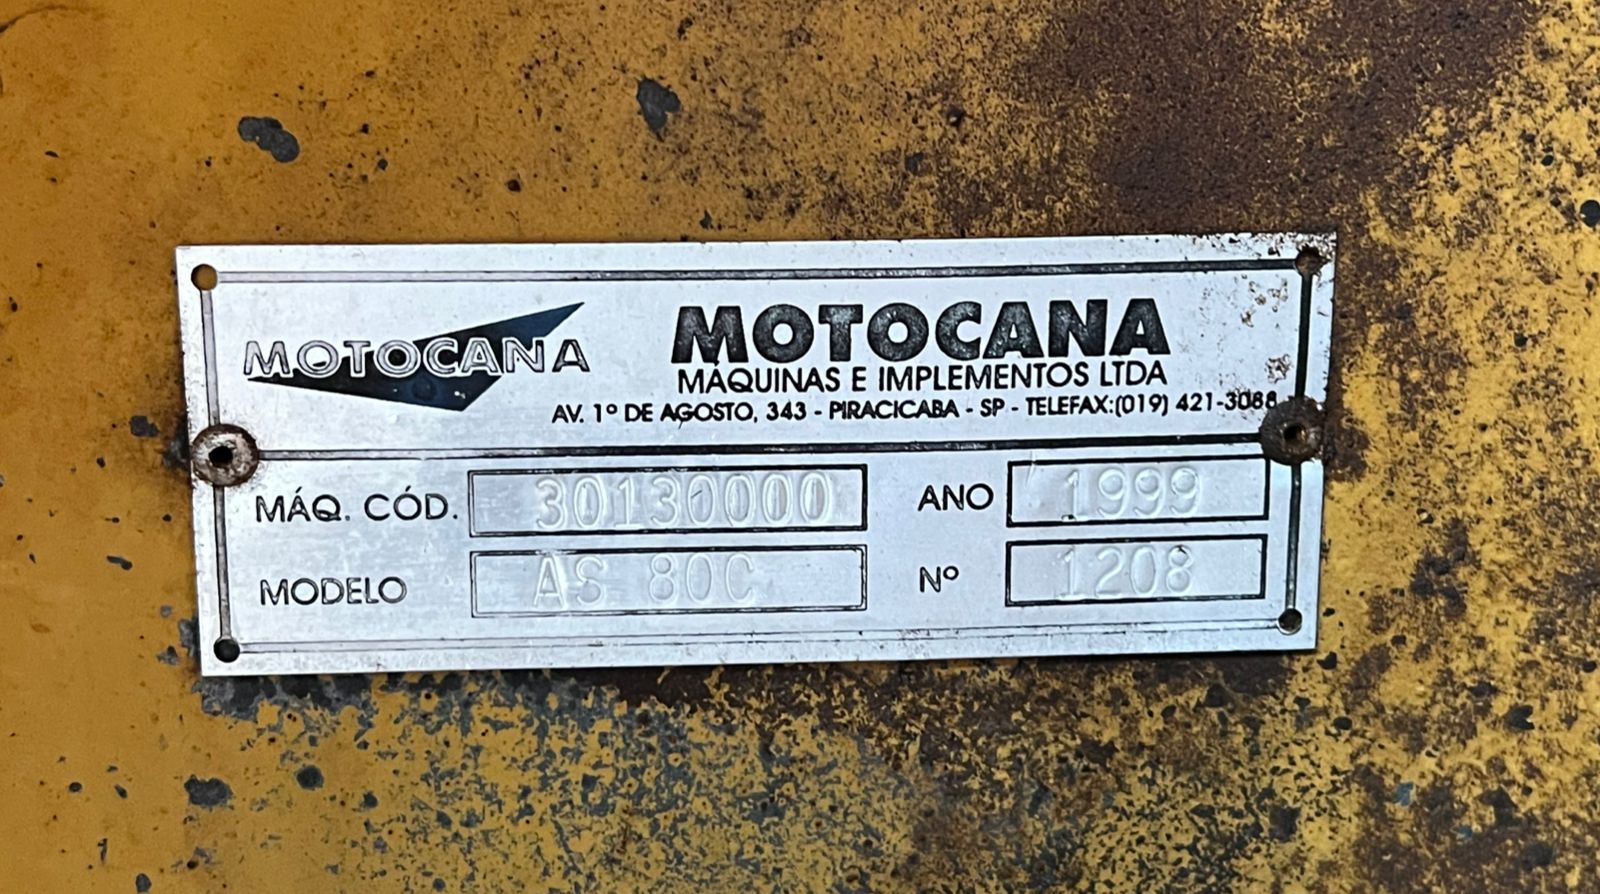 MOTOCANA
MOTOCANA
MÁQUINAS E IMPLEMENTOS LTDA
AV. 1º DE AGOSTO, 343 - PIRACICABA - SP - TELEFAX:(019) 421-3088
MÁQ. CÓD. 30130000 ANO 1999
MODELO AS 80C Nº 1208